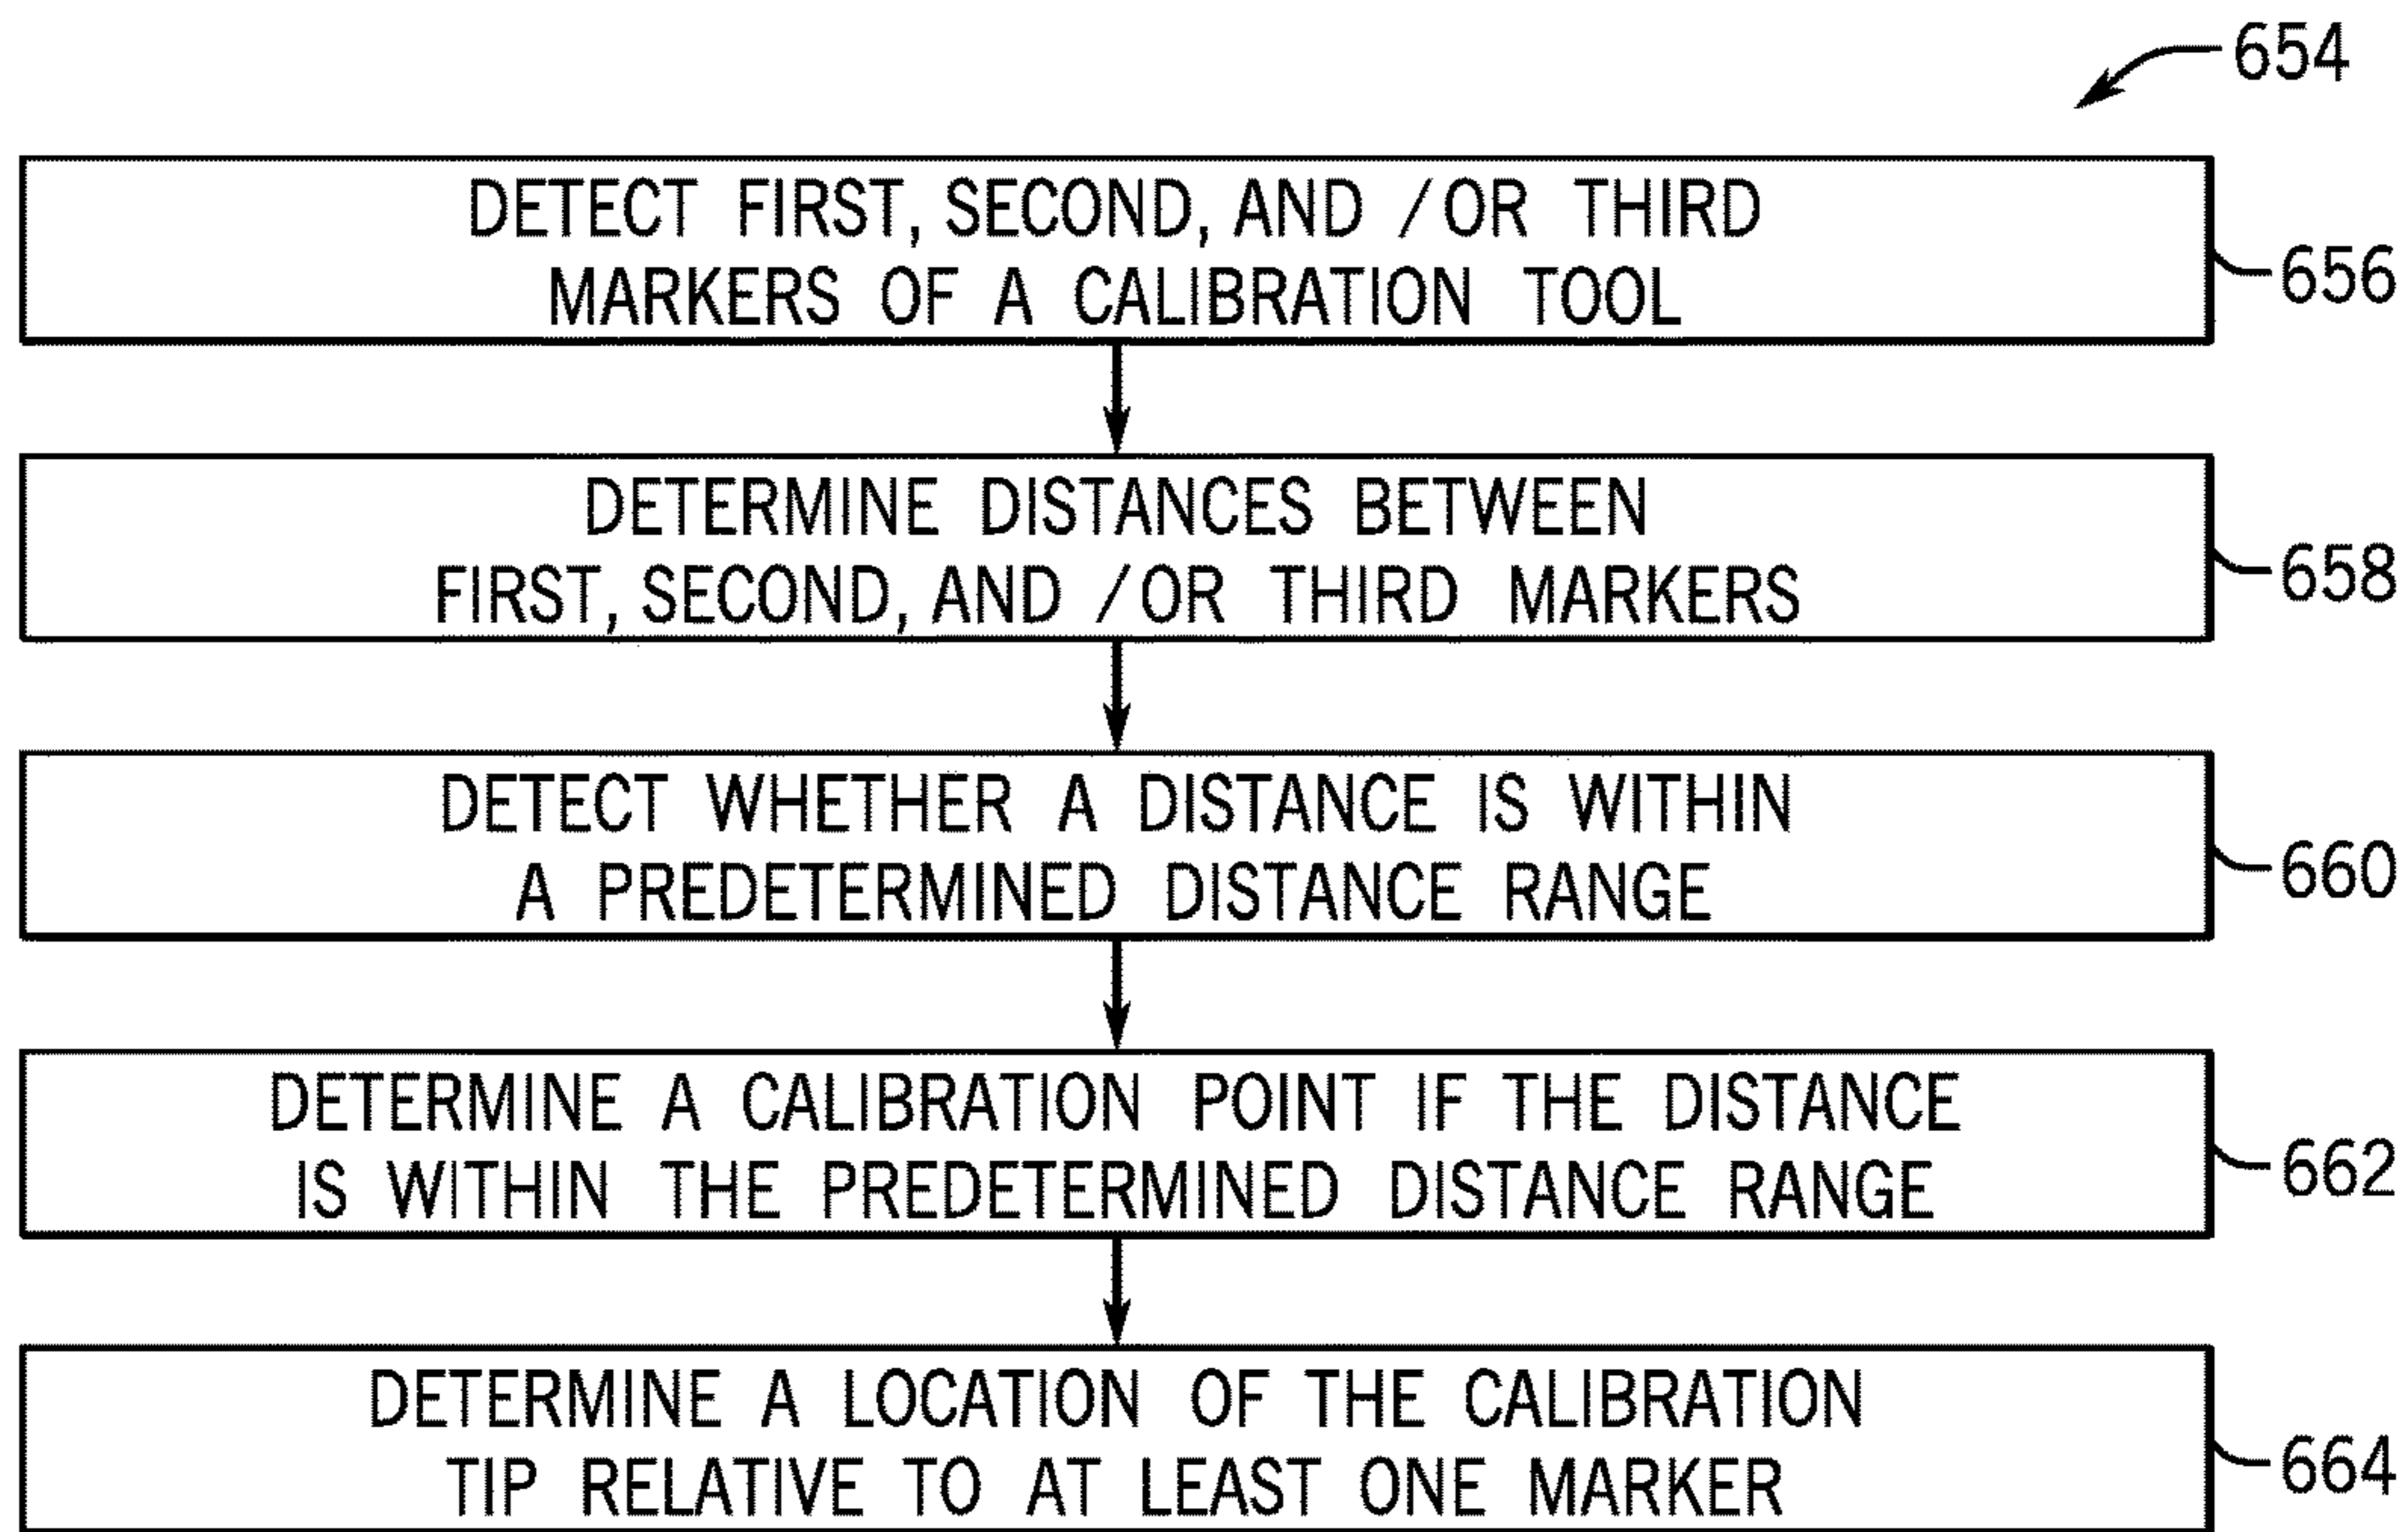 654
DETECT FIRST, SECOND, AND /OR THIRD
MARKERS OF A CALIBRATION TOOL
656
DETERMINE DISTANCES BETWEEN
FIRST, SECOND, AND /OR THIRD MARKERS
658
DETECT WHETHER A DISTANCE IS WITHIN
A PREDETERMINED DISTANCE RANGE
660
DETERMINE A CALIBRATION POINT IF THE DISTANCE
IS WITHIN THE PREDETERMINED DISTANCE RANGE
662
DETERMINE A LOCATION OF THE CALIBRATION
TIP RELATIVE TO AT LEAST ONE MARKER
664